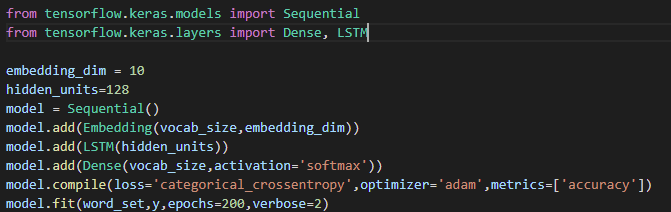 from tensorflow.keras.models import Sequential
from tensorflow.keras.layers import Dense, LSTM
embedding_dim = 10
hidden_units=128
model = Sequential()
model.add(Embedding(vocab_size,embedding_dim))
model.add(LSTM(hidden_units))
model.add(Dense(vocab_size,activation='softmax'))
model.compile(loss='categorical_crossentropy',optimizer='adam',metrics=['accuracy'])
model.fit(word_set,y,epochs=200,verbose=2)